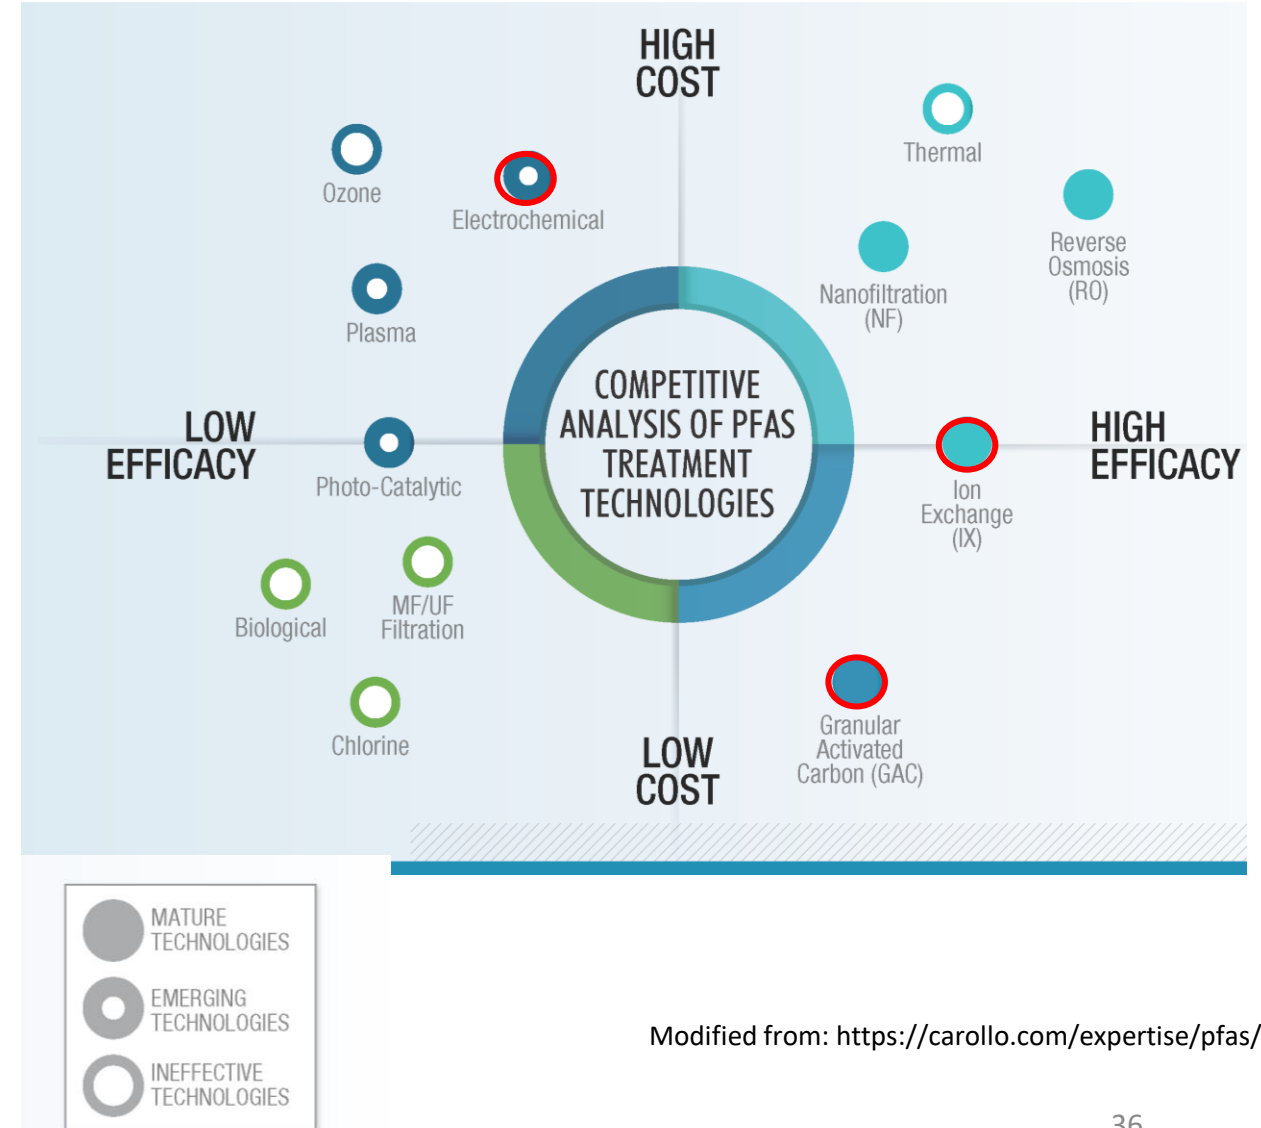 HIGH
COST
Thermal
Ozone
Electrochemical
Reverse
Osmosis
(RO)
Nanofiltration
(NF)
Plasma
COMPETITIVE
ANALYSIS OF PFAS
TREATMENT
TECHNOLOGIES
LOW
EFFICACY
HIGH
EFFICACY
Photo-Catalytic
Ion
Exchange
(IX)
Biological
MF/UF
Filtration
Chlorine
Granular
Activated
Carbon (GAC)
LOW
COST
MATURE
TECHNOLOGIES
EMERGING
TECHNOLOGIES
INEFFECTIVE
TECHNOLOGIES
Modified from: https://carollo.com/expertise/pfas/
36